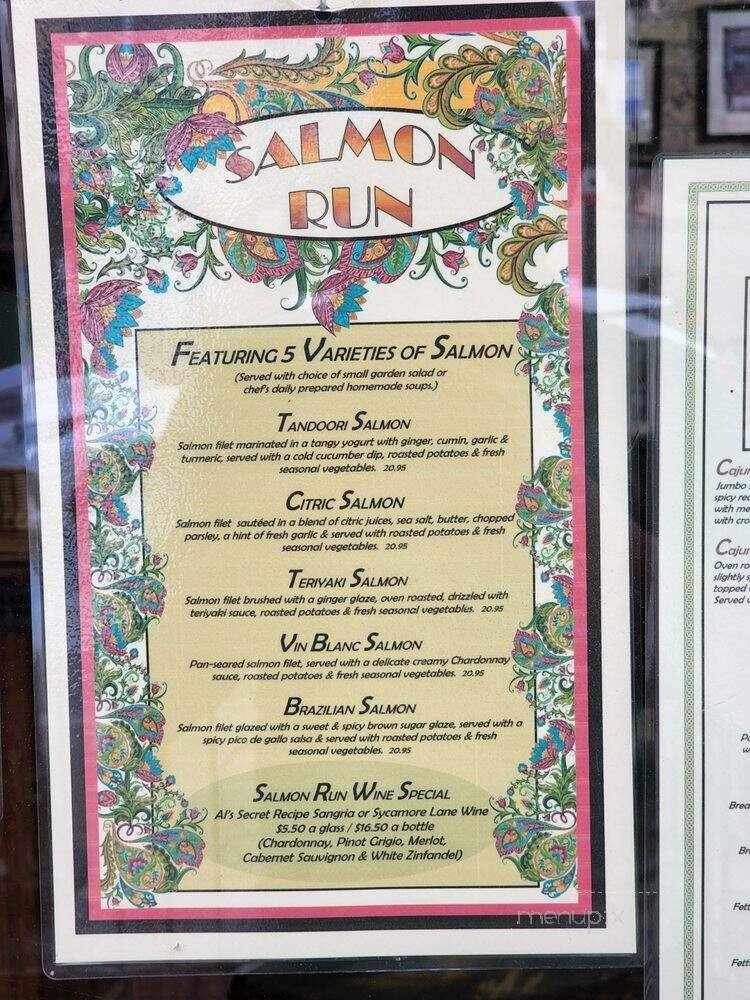 SALMON
RUN
FEATURING 5 VARIETIES OF SALMON
(Served with choice of small garden salad or
chef's daily prepared homemade soups.)
TANDOORI SALMON
Salmon filet marinated in a tangy yogurt with ginger, cumin, garlic &
turmeric, served with a cold cucumber dip, roasted potatoes & fresh
seasonal vegetables. 20.95
CITRIC SALMON
Salmon filet sautéed in a blend of citric juices, sea salt, butter, chopped
parsley, a hint of fresh garlic & served with roasted potatoes & fresh
seasonal vegetables. 20.95
TERIYAKI SALMON
Salmon filet brushed with a ginger glaze, oven roasted, drizzled with
teriyaki sauce, roasted potatoes & fresh seasonal vegetables. 20.95
VIN BLANC SALMON
Pan-seared salmon filet, served with a delicate creamy Chardonnay
sauce, roasted potatoes & fresh seasonal vegetables. 20.95
BRAZILIAN SALMON
Salmon filet glazed with a sweet & spicy brown sugar glaze, served with a
spicy pico de gallo salsa & served with roasted potatoes & fresh
seasonal vegetables. 20.95
SALMON RUN WINE SPECIAL
Al's Secret Recipe Sangria or Sycamore Lane Wine
$5.50 a glass / $16.50 a bottle
(Chardonnay, Pinot Grigio, Merlot,
Cabernet Sauvignon & White Zinfandel)
menupix
Jumbo
spicy
with
with
Oven
slightly
topped
Served